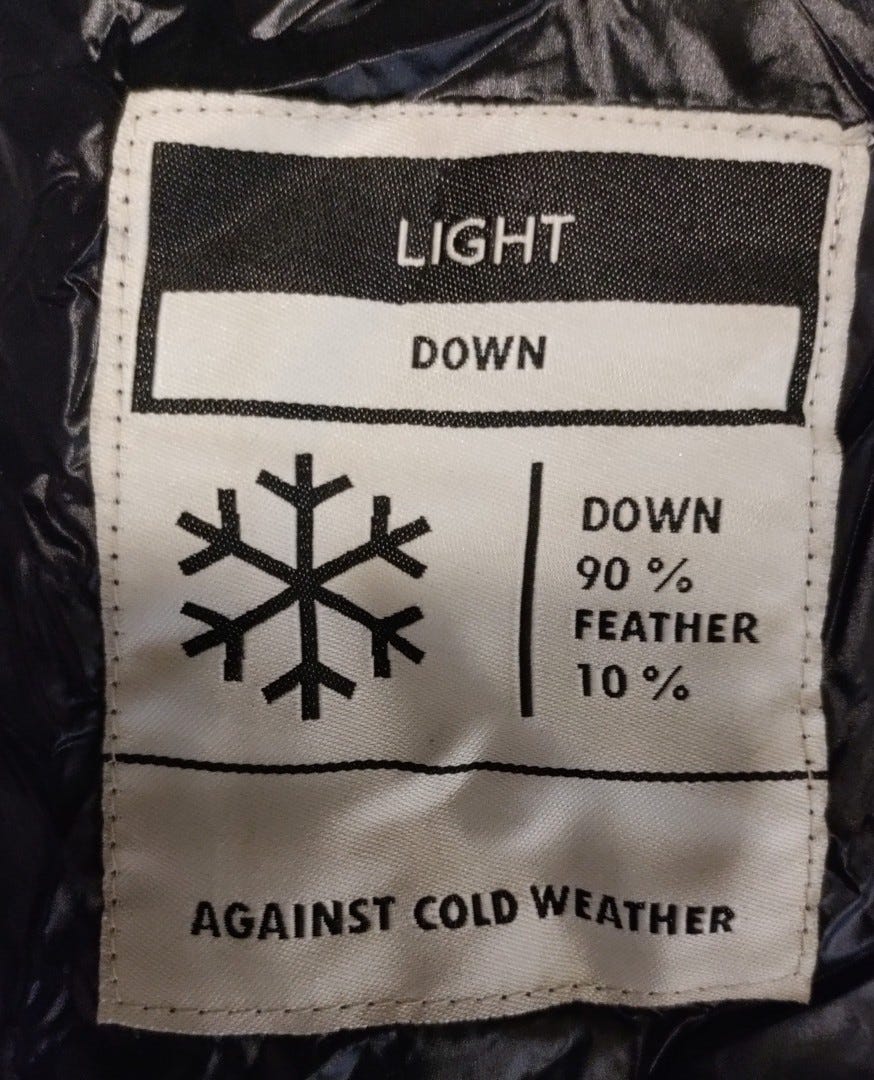 LIGHT
DOWN
DOWN
90 %
FEATHER
10 %
AGAINST COLD WEATHER